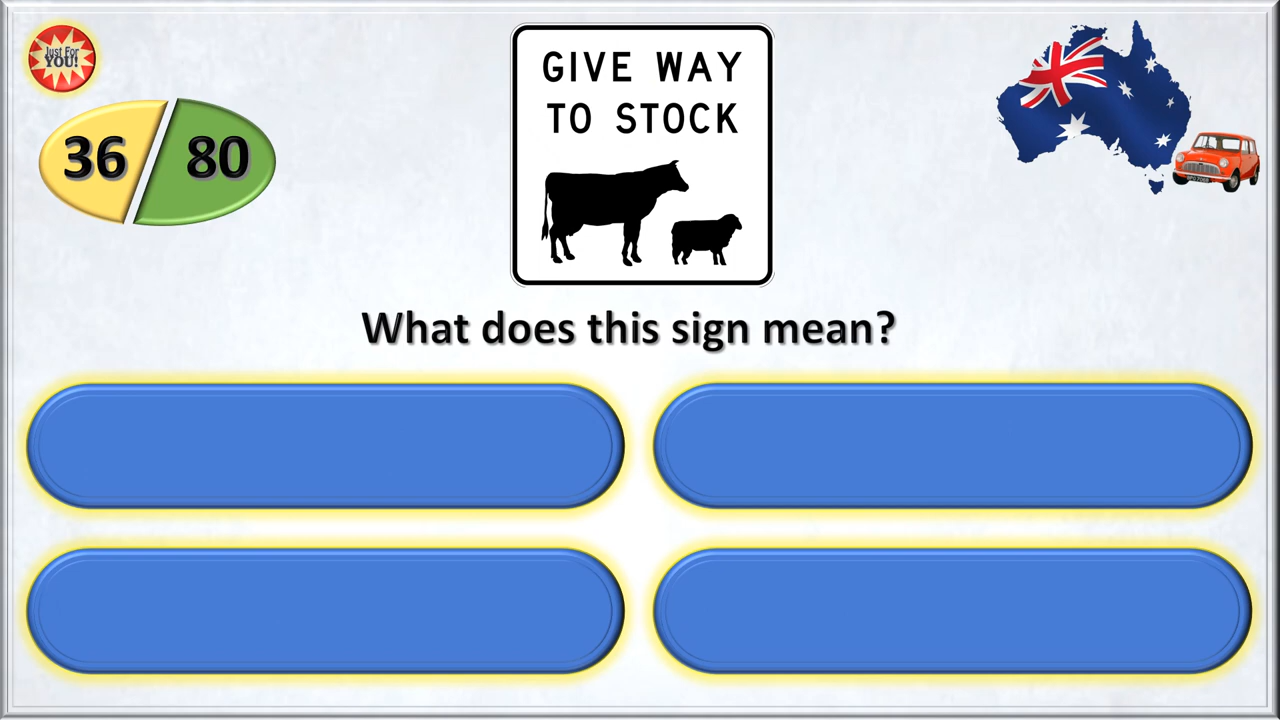 Just For
YOU!
GIVE WAY
TO STOCK
36 80
What does this sign mean?